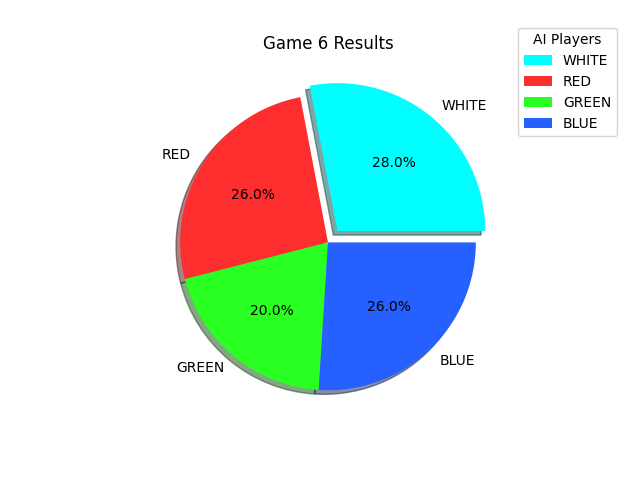 Game 6 Results
AI Players
WHITE
RED
GREEN
BLUE
WHITE
28.0%
RED
26.0%
GREEN
20.0%
BLUE
26.0%